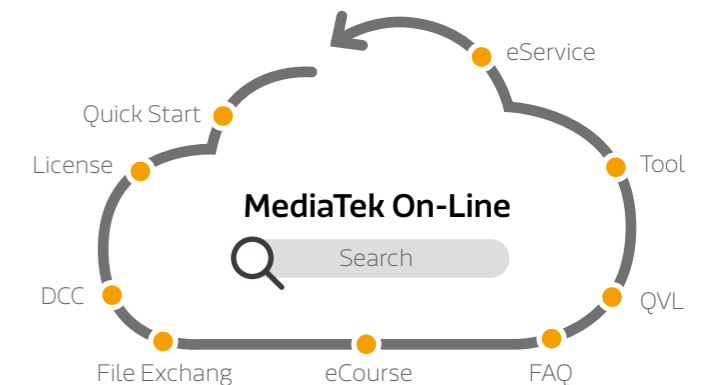 eService
Quick Start
License
Tool
MediaTek On-Line
Search
DCC
QVL
File Exchang
eCourse
FAQ